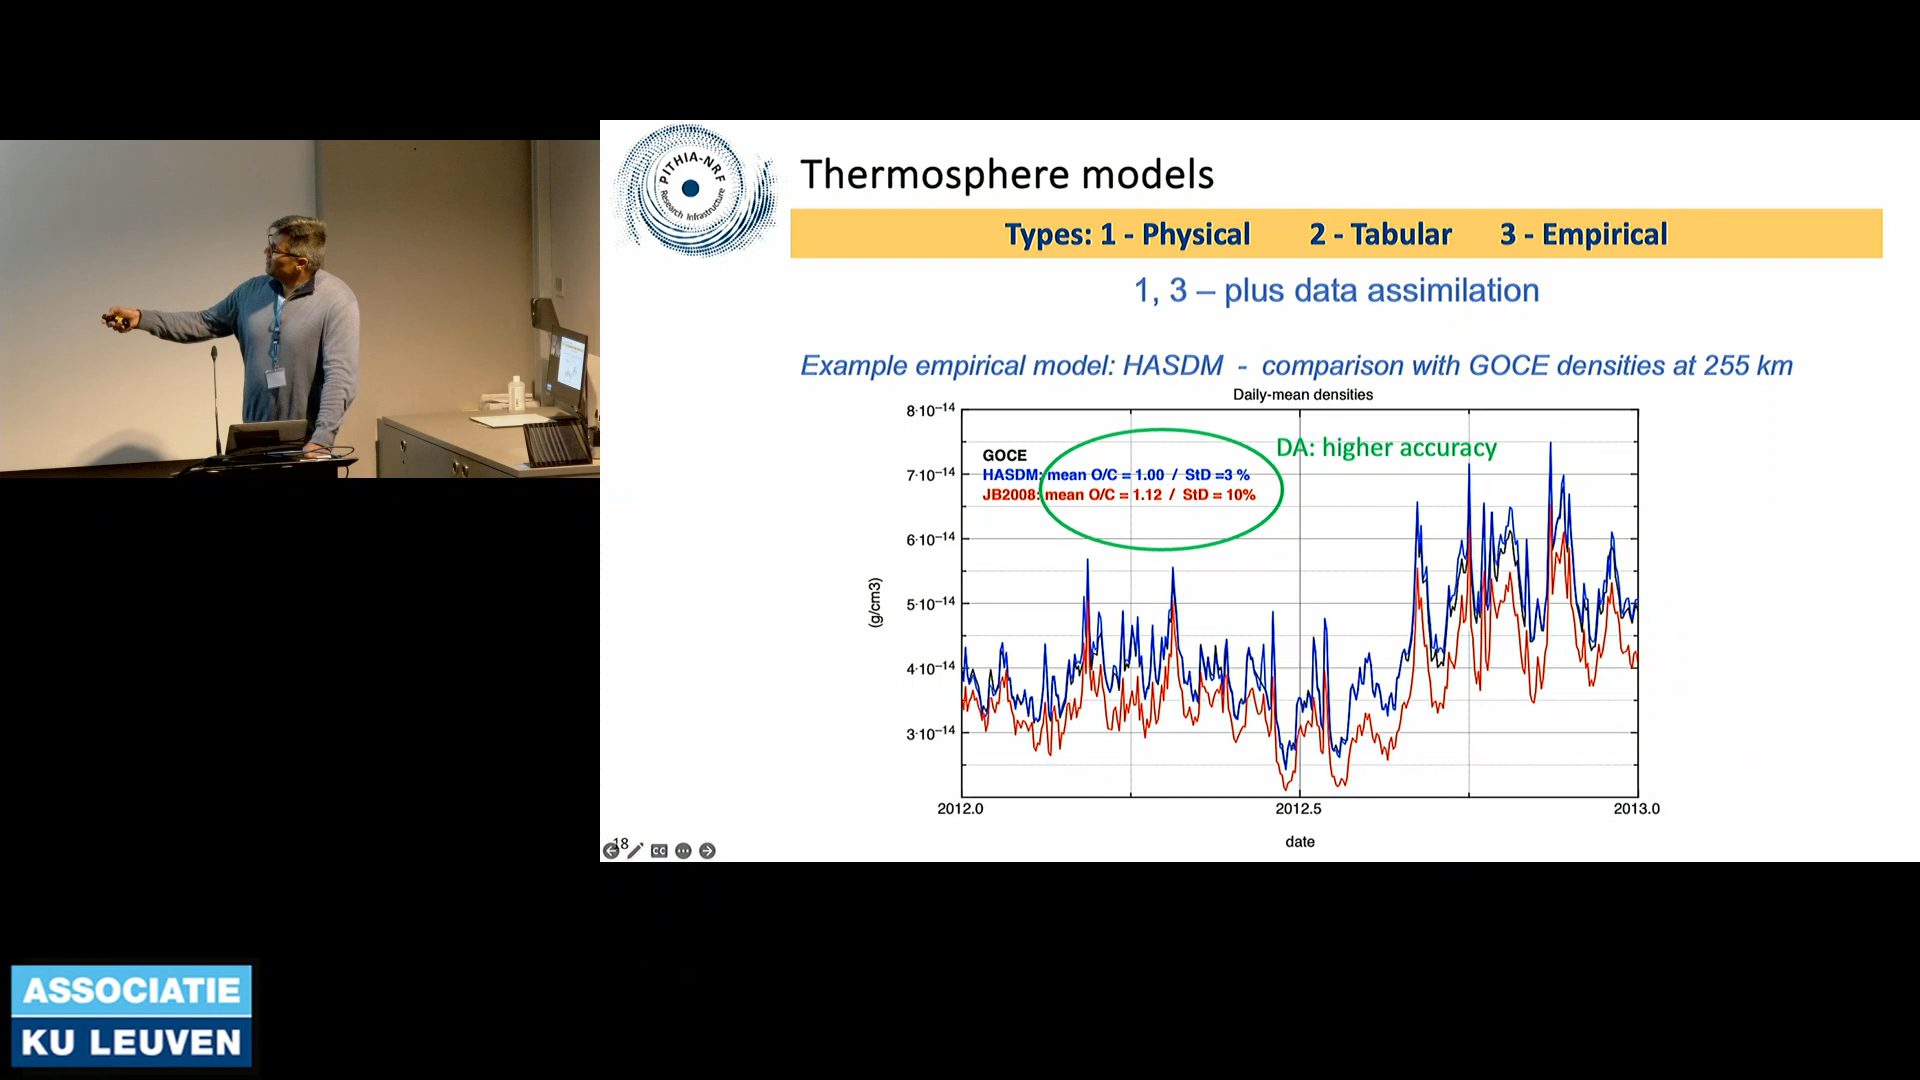 PITHIA-NRF
Research Infrastructure
Thermosphere models
Types: 1 - Physical 2 - Tabular 3 - Empirical
1, 3 – plus data assimilation
Example empirical model: HASDM - comparison with GOCE densities at 255 km
Daily-mean densities
DA: higher accuracy
GOCE
HASDM: mean O/C = 1.00 / StD =3 %
JB2008: mean O/C = 1.12 / StD = 10%
8·10⁻¹⁴
7·10⁻¹⁴
6·10⁻¹⁴
5·10⁻¹⁴
4·10⁻¹⁴
3·10⁻¹⁴
(g/cm3)
2012.0 2012.5 2013.0
date
18
CC
ASSOCIATIE
KU LEUVEN